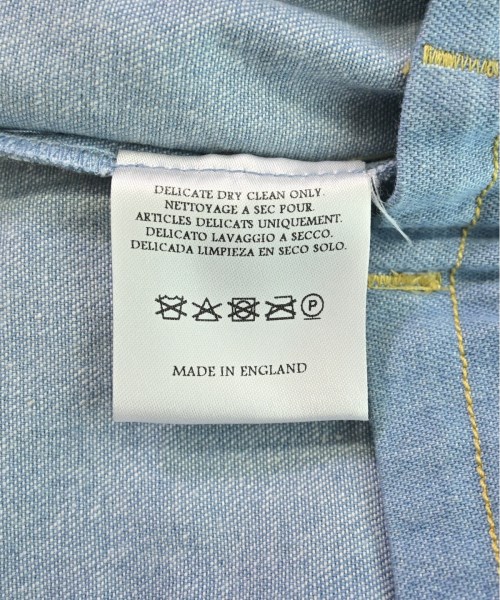 DELICATE DRY CLEAN ONLY.
NETTOYAGE A SEC POUR
ARTICLES DELICATS UNIQUEMENT.
DELICATO LAVAGGIO A SECCO.
DELICADA LIMPIEZA EN SECO SOLO.
P
MADE IN ENGLAND